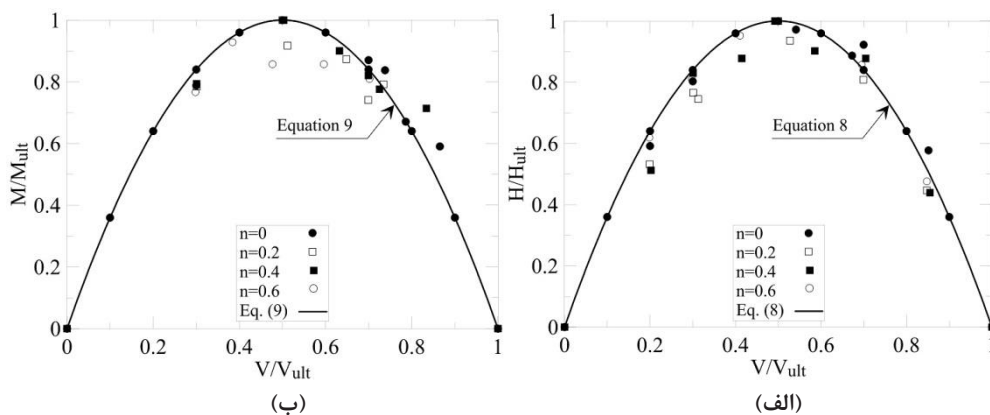 1
0.8
0.6
0.4
0.2
0
M/Mult
Equation 9
n=0
n=0.2
n=0.4
n=0.6
Eq. (9)
0
0.2
0.4
0.6
0.8
1
V/Vult
(ب)
1
0.8
0.6
0.4
0.2
0
H/Hult
Equation 8
n=0
n=0.2
n=0.4
n=0.6
Eq. (8)
0
0.2
0.4
0.6
0.8
1
V/Vult
(الف)